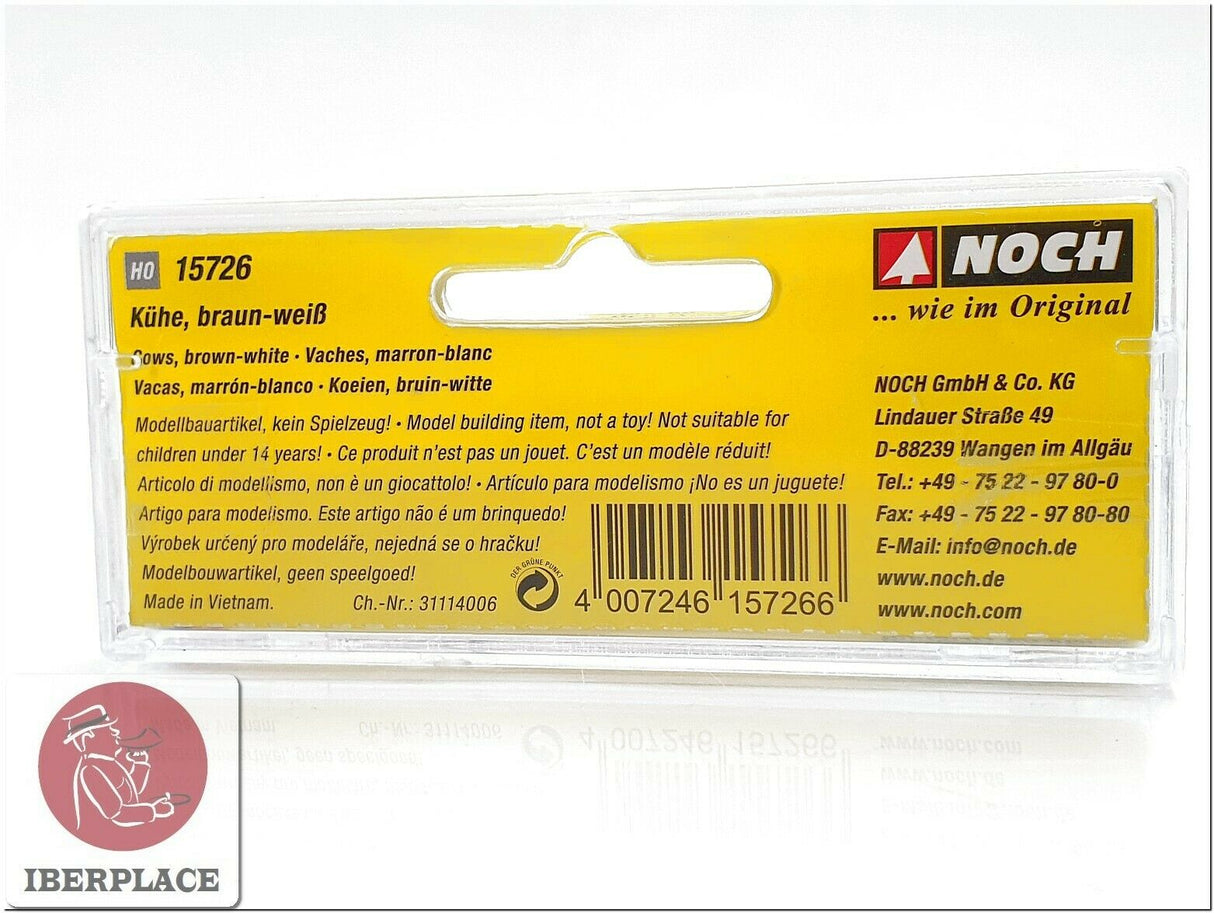 H0 15726
Kühe, braun-weiß
Cows, brown-white · Vaches, marron-blanc
Vacas, marrón-blanco · Koeien, bruin-witte
Modellbauartikel, kein Spielzeug! · Model building item, not a toy! Not suitable for
children under 14 years! · Ce produit n'est pas un jouet. C'est un modèle réduit!
Articolo di modellismo, non è un giocattolo! · Artículo para modelismo ¡No es un juguete!
Artigo para modelismo. Este artigo não é um brinquedo!
Výrobek určený pro modeláře, nejedná se o hračku!
Modelbouwartikel, geen speelgoed!
Made in Vietnam. Ch.-Nr.: 31114006
DER GRÜNE PUNKT
4 007246 157266
NOCH
... wie im Original
NOCH GmbH & Co. KG
Lindauer Straße 49
D-88239 Wangen im Allgäu
Tel.: +49 - 75 22 - 97 80-0
Fax: +49 - 75 22 - 97 80-80
E-Mail: info@noch.de
www.noch.de
www.noch.com
IBERPLACE